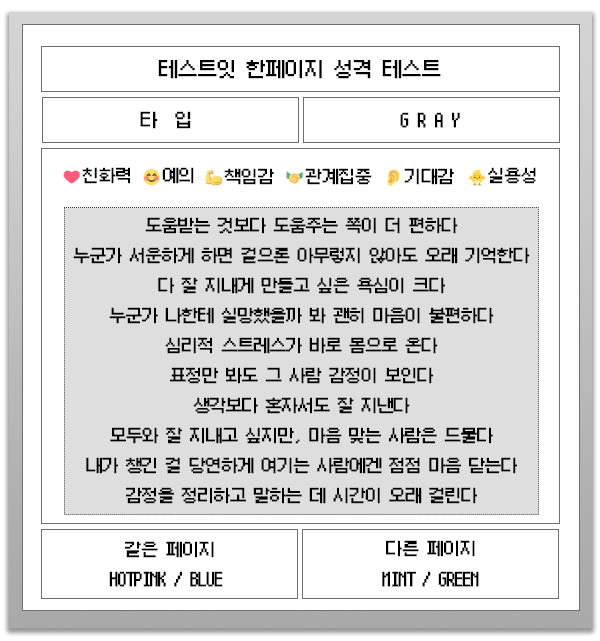 테스트잇 한페이지 성격 테스트
타 입
GRAY
❤️친화력 😊예의 💪책임감 🤝관계집중 👂기대감 🐥실용성
도움받는 것보다 도움주는 쪽이 더 편하다
누군가 서운하게 하면 겉으론 아무렇지 않아도 오래 기억한다
다 잘 지내게 만들고 싶은 욕심이 크다
누군가 나한테 실망했을까 봐 괜히 마음이 불편하다
심리적 스트레스가 바로 몸으로 온다
표정만 봐도 그 사람 감정이 보인다
생각보다 혼자서도 잘 지낸다
모두와 잘 지내고 싶지만, 마음 맞는 사람은 드물다
내가 챙긴 걸 당연하게 여기는 사람에겐 점점 마음 닫는다
감정을 정리하고 말하는 데 시간이 오래 걸린다
같은 페이지
HOTPINK / BLUE
다른 페이지
MINT / GREEN